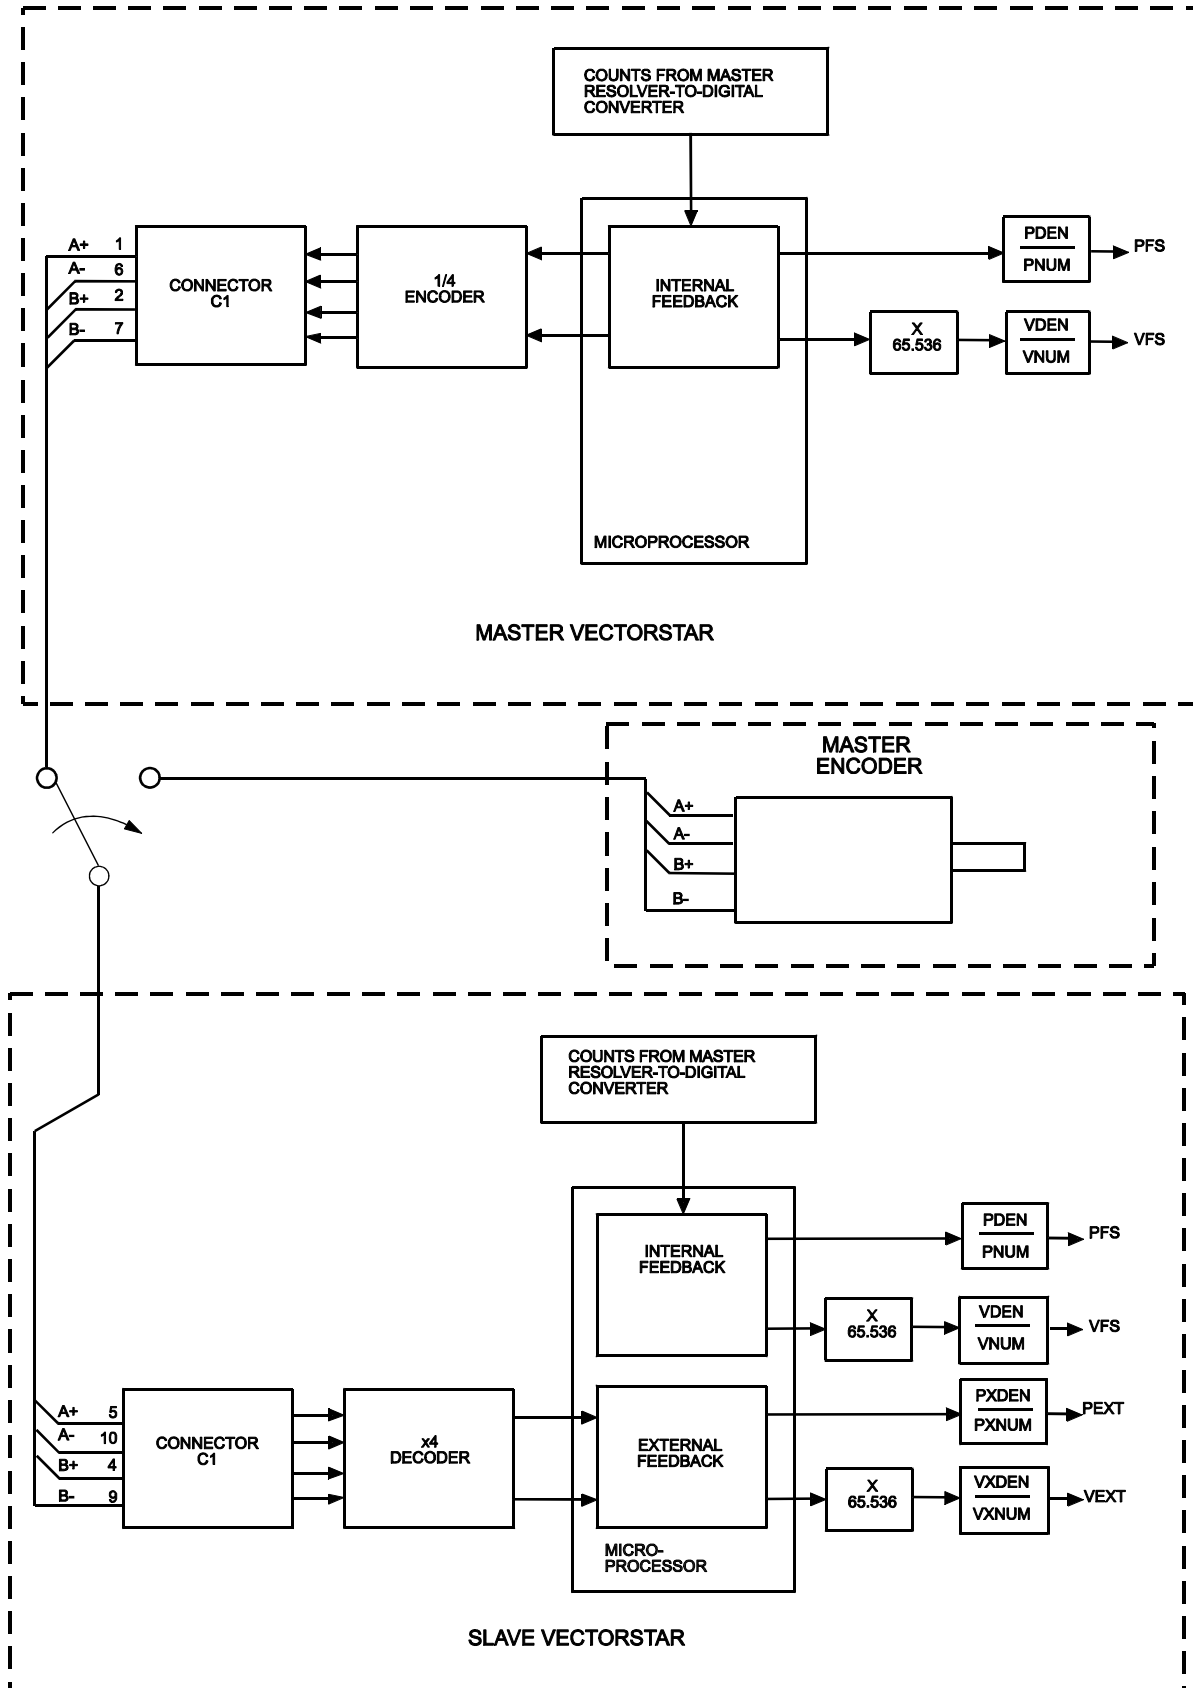 COUNTS FROM MASTER
RESOLVER-TO-DIGITAL
CONVERTER
A+ 1
A- 6
B+ 2
B- 7
CONNECTOR
C1
1/4
ENCODER
INTERNAL
FEEDBACK
PDEN
PNUM
PFS
X
65.536
VDEN
VNUM
VFS
MICROPROCESSOR
MASTER VECTORSTAR
MASTER
ENCODER
A+
A-
B+
B-
COUNTS FROM MASTER
RESOLVER-TO-DIGITAL
CONVERTER
INTERNAL
FEEDBACK
PDEN
PNUM
PFS
X
65.536
VDEN
VNUM
VFS
A+ 5
A- 10
B+ 4
B- 9
CONNECTOR
C1
x4
DECODER
EXTERNAL
FEEDBACK
PXDEN
PXNUM
PEXT
X
65.536
VXDEN
VXNUM
VEXT
MICRO-
PROCESSOR
SLAVE VECTORSTAR